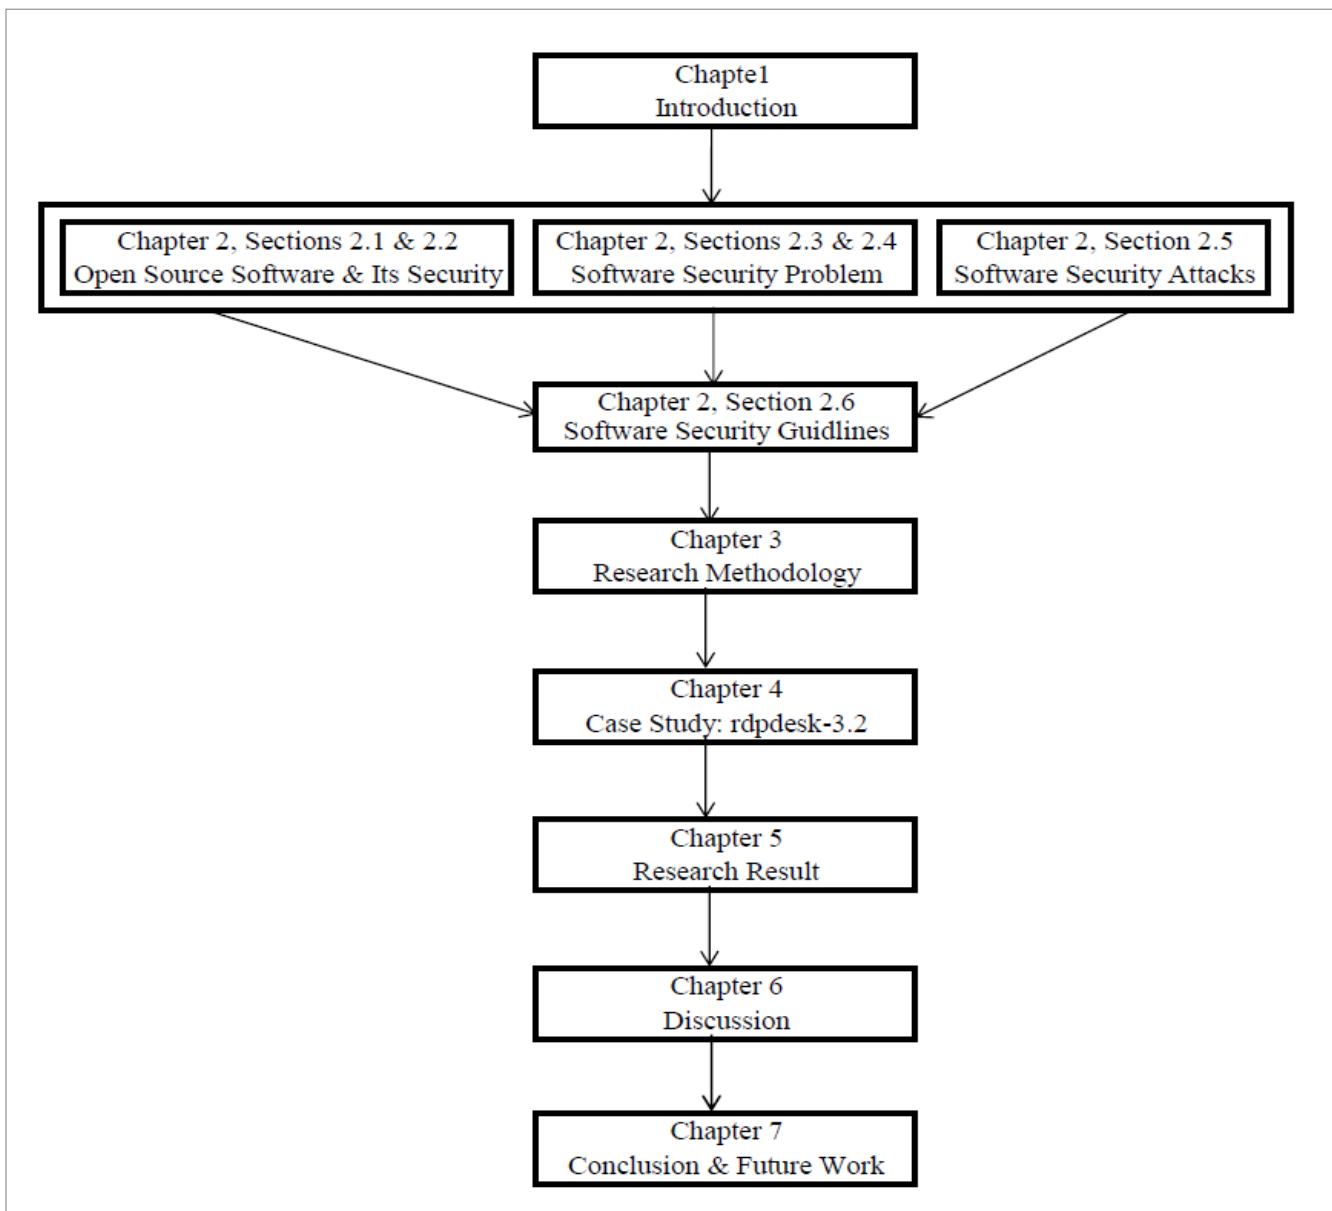 Chapte1
Introduction
Chapter 2, Sections 2.1 & 2.2
Open Source Software & Its Security
Chapter 2, Sections 2.3 & 2.4
Software Security Problem
Chapter 2, Section 2.5
Software Security Attacks
Chapter 2, Section 2.6
Software Security Guidlines
Chapter 3
Research Methodology
Chapter 4
Case Study: rdpdesk-3.2
Chapter 5
Research Result
Chapter 6
Discussion
Chapter 7
Conclusion & Future Work